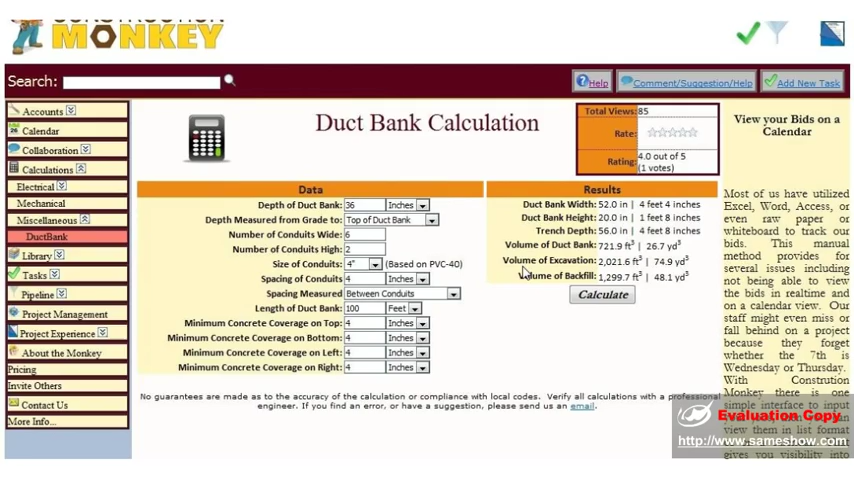 MONKEY
Search:
Help
Comment/Suggestion/Help
Add New Task
Accounts
Calendar
Collaboration
Calculations
Electrical
Mechanical
Miscellaneous
DuctBank
Library
Tasks
Pipeline
Project Management
Project Experience
About the Monkey
Pricing
Invite Others
Contact Us
More Info...
Duct Bank Calculation
Total Views: 85
Rate:
Rating: 4.0 out of 5
(1 votes)
Data
Depth of Duct Bank: 36 Inches
Depth Measured from Grade to: Top of Duct Bank
Number of Conduits Wide: 6
Number of Conduits High: 2
Size of Conduits: 4" (Based on PVC-40)
Spacing of Conduits 4 Inches
Spacing Measured Between Conduits
Length of Duct Bank: 100 Feet
Minimum Concrete Coverage on Top: 4 Inches
Minimum Concrete Coverage on Bottom: 4 Inches
Minimum Concrete Coverage on Left: 4 Inches
Minimum Concrete Coverage on Right: 4 Inches
Results
Duct Bank Width: 52.0 in | 4 feet 4 inches
Duct Bank Height: 20.0 in | 1 feet 8 inches
Trench Depth: 56.0 in | 4 feet 8 inches
Volume of Duct Bank: 721.9 ft³ | 26.7 yd³
Volume of Excavation: 2,021.6 ft³ | 74.9 yd³
Volume of Backfill: 1,299.7 ft³ | 48.1 yd³
Calculate
No guarantees are made as to the accuracy of the calculation or compliance with local codes. Verify all calculations with a professional
engineer. If you find an error, or have a suggestion, please send us an email.
View your Bids on a
Calendar
Most of us have utilized
Excel, Word, Access, or
even raw paper or
whiteboard to track our
bids. This manual
method provides for
several issues including
not being able to view
the bids in realtime and
on a calendar view. Our
staff might even miss or
fall behind on a project
because they forget
whether the 7th is
Wednesday or Thursday.
With Constrution
Monkey there is one
simple interface to input
view them in list format
gives you visibility into
Evaluation Copy
http://www.sameshow.com